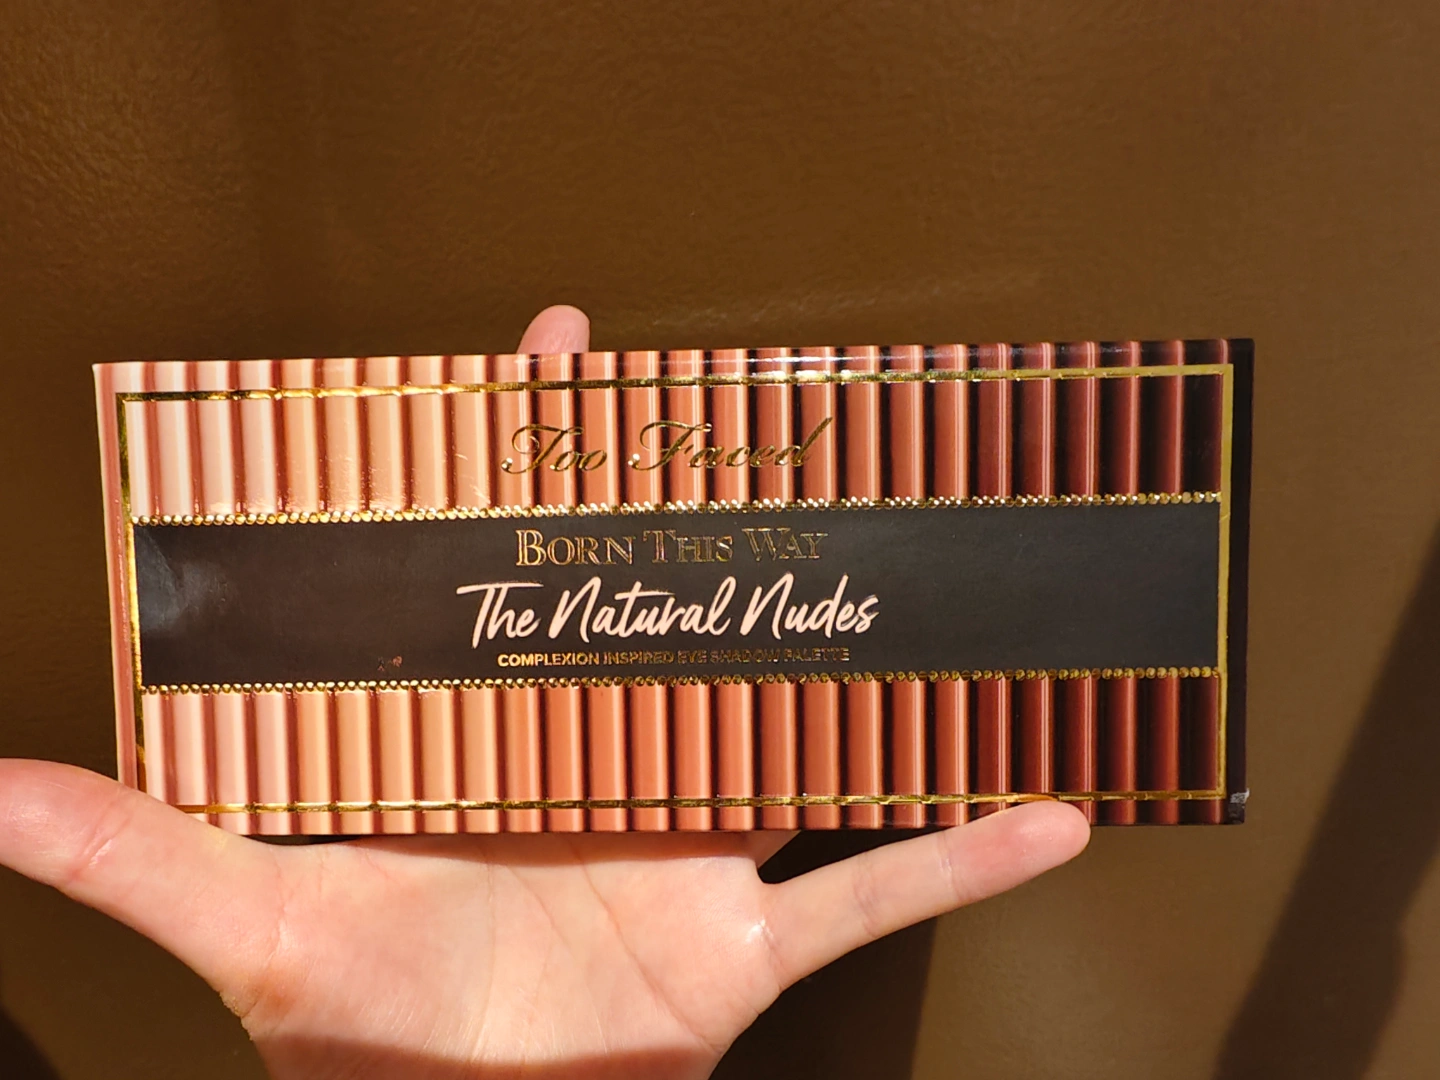 Too Faced
BORN THIS WAY
The Natural Nudes
COMPLEXION INSPIRED EYE SHADOW PALETTE